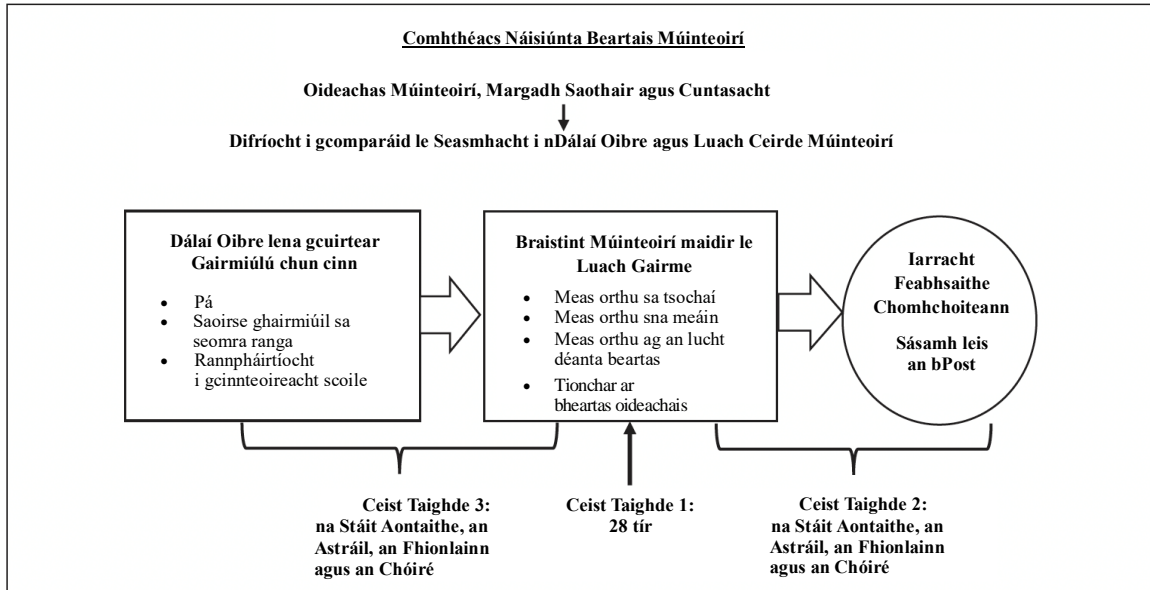 Comhthéacs Náisiúnta Beartais Múinteoirí
Oideachas Múinteoirí, Margadh Saothair agus Cuntasacht
Difríocht i gcomparáid le Seasmhacht i nDálaí Oibre agus Luach Ceirde Múinteoirí
Dálaí Oibre lena gcuirtear
Gairmiúlú chun cinn
• Pá
• Saoirse ghairmiúil sa
seomra ranga
• Rannpháirtíocht
i gcinnteoireacht scoile
Braistint Múinteoirí maidir le
Luach Gairme
• Meas orthu sa tsochaí
• Meas orthu sna meáin
• Meas orthu ag an lucht
déanta beartas
• Tionchar ar
bheartas oideachais
Iarracht
Feabhsaithe
Chomhchoiteann
Sásamh leis
an bPost
Ceist Taighde 3:
na Stáit Aontaithe, an
Astráil, an Fhionlainn
agus an Chóiré
Ceist Taighde 1:
28 tír
Ceist Taighde 2:
na Stáit Aontaithe, an
Astráil, an Fhionlainn
agus an Chóiré